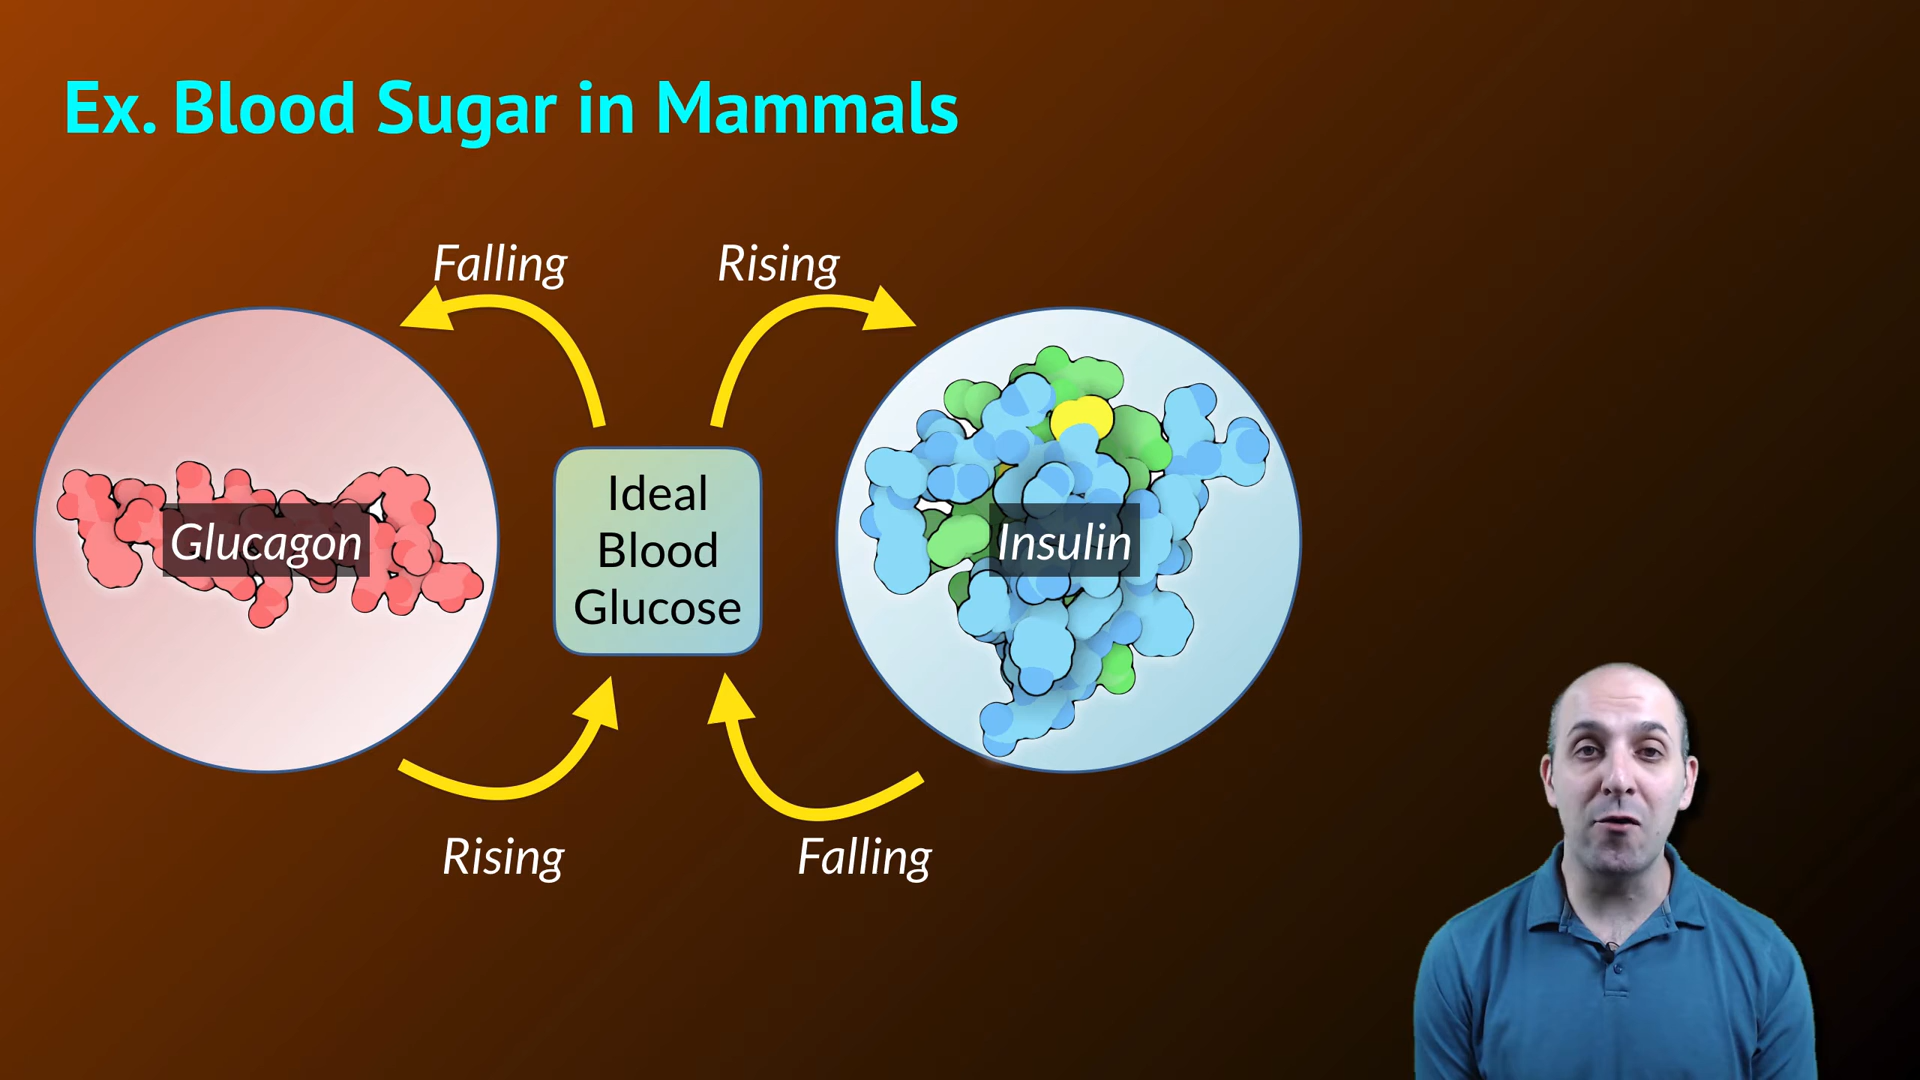 Ex. Blood Sugar in Mammals
Falling
Rising
Glucagon
Ideal
Blood
Glucose
Insulin
Rising
Falling